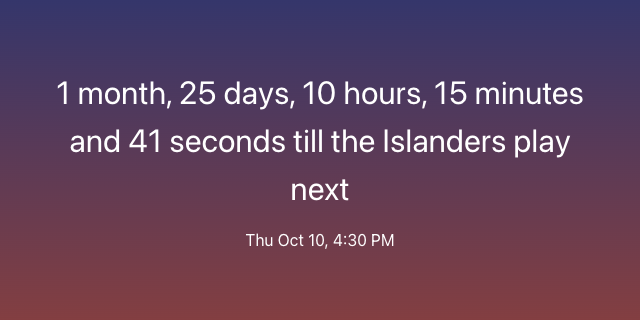 1 month, 25 days, 10 hours, 15 minutes
and 41 seconds till the Islanders play
next
Thu Oct 10, 4:30 PM